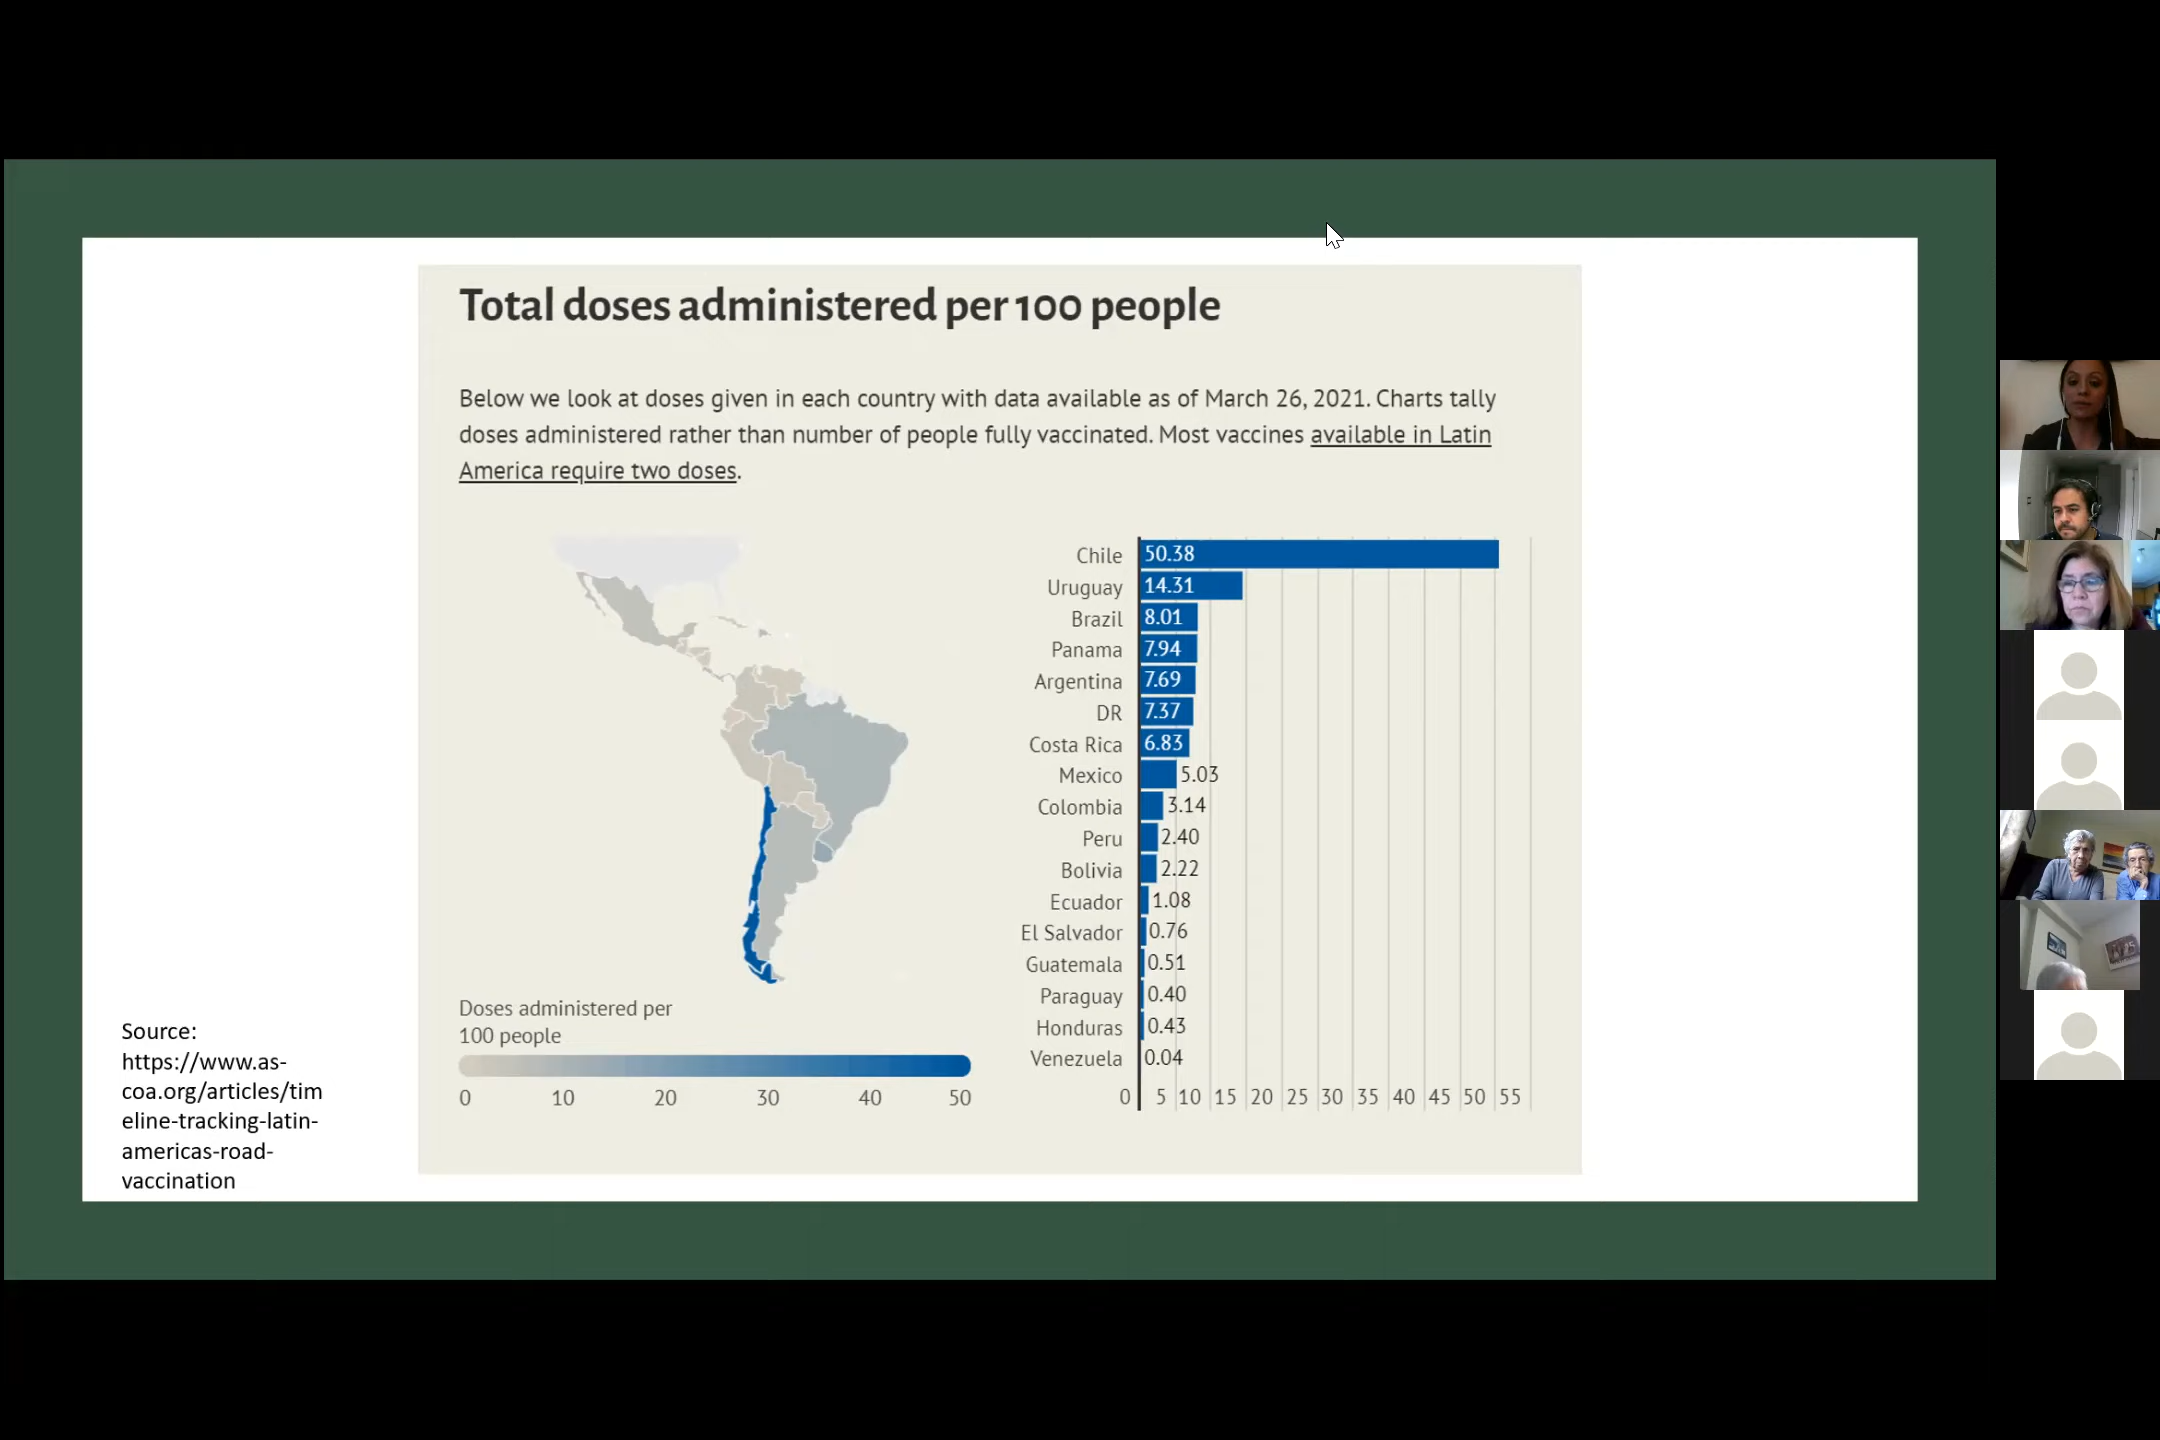 Total doses administered per 100 people
Below we look at doses given in each country with data available as of March 26, 2021. Charts tally
doses administered rather than number of people fully vaccinated. Most vaccines available in Latin
America require two doses.
Chile 50.38
Uruguay 14.31
Brazil 8.01
Panama 7.94
Argentina 7.69
DR 7.37
Costa Rica 6.83
Mexico 5.03
Colombia 3.14
Peru 2.40
Bolivia 2.22
Ecuador 1.08
El Salvador 0.76
Guatemala 0.51
Paraguay 0.40
Honduras 0.43
Venezuela 0.04
0 5 10 15 20 25 30 35 40 45 50 55
Doses administered per
100 people
0 10 20 30 40 50
Source:
https://www.as-
coa.org/articles/tim
eline-tracking-latin-
americas-road-
vaccination